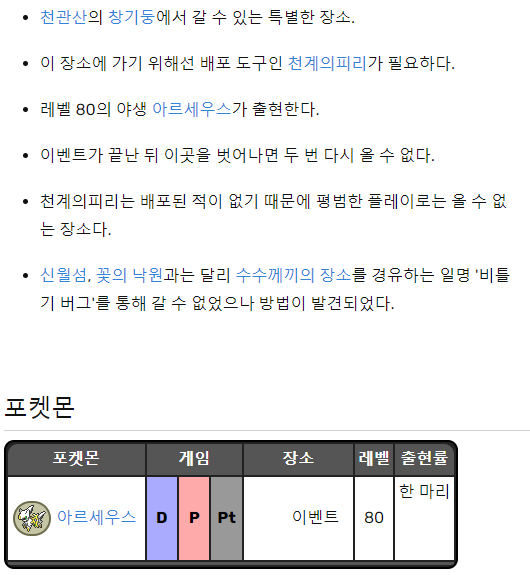 천관산의 창기둥에서 갈 수 있는 특별한 장소.
이 장소에 가기 위해선 배포 도구인 천계의피리가 필요하다.
레벨 80의 야생 아르세우스가 출현한다.
이벤트가 끝난 뒤 이곳을 벗어나면 두 번 다시 올 수 없다.
천계의피리는 배포된 적이 없기 때문에 평범한 플레이로는 올 수 없
는 장소다.
신월섬, 꽃의 낙원과는 달리 수수께끼의 장소를 경유하는 일명 '비틀
기 버그'를 통해 갈 수 없었으나 방법이 발견되었다.
포켓몬
포켓몬 게임 장소 레벨 출현률
아르세우스 D P Pt 이벤트 80 한 마리